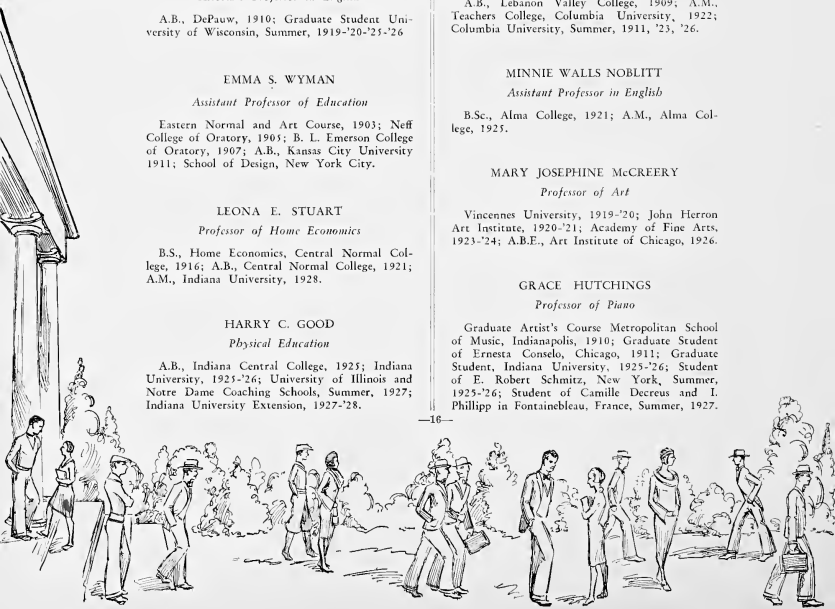 A.B., DePauw, 1910; Graduate Student Uni-
versity of Wisconsin, Summer, 1919-'20-'25-'26
EMMA S. WYMAN
Assistant Professor of Education
Eastern Normal and Art Course, 1903; Neff
College of Oratory, 1905; B. L. Emerson College
of Oratory, 1907; A.B., Kansas City University
1911; School of Design, New York City.
LEONA E. STUART
Professor of Home Economics
B.S., Home Economics, Central Normal Col-
lege, 1916; A.B., Central Normal College, 1921;
A.M., Indiana University, 1928.
HARRY C. GOOD
Physical Education
A.B., Indiana Central College, 1925; Indiana
University, 1925-'26; University of Illinois and
Notre Dame Coaching Schools, Summer, 1927;
Indiana University Extension, 1927-'28.
A.B., Lebanon Valley College, 1909; A.M.,
Teachers College, Columbia University, 1922;
Columbia University, Summer, 1911, '23, '26.
MINNIE WALLS NOBLITT
Assistant Professor in English
B.Sc., Alma College, 1921; A.M., Alma Col-
lege, 1925.
MARY JOSEPHINE McCREERY
Professor of Art
Vincennes University, 1919-'20; John Herron
Art Institute, 1920-'21; Academy of Fine Arts,
1923-'24; A.B.E., Art Institute of Chicago, 1926.
GRACE HUTCHINGS
Professor of Piano
Graduate Artist's Course Metropolitan School
of Music, Indianapolis, 1910; Graduate Student
of Ernesta Conselo, Chicago, 1911; Graduate
Student, Indiana University, 1925-'26; Student
of E. Robert Schmitz, New York, Summer,
1925-'26; Student of Camille Decreus and I.
Phillipp in Fontainebleau, France, Summer, 1927.
—16—